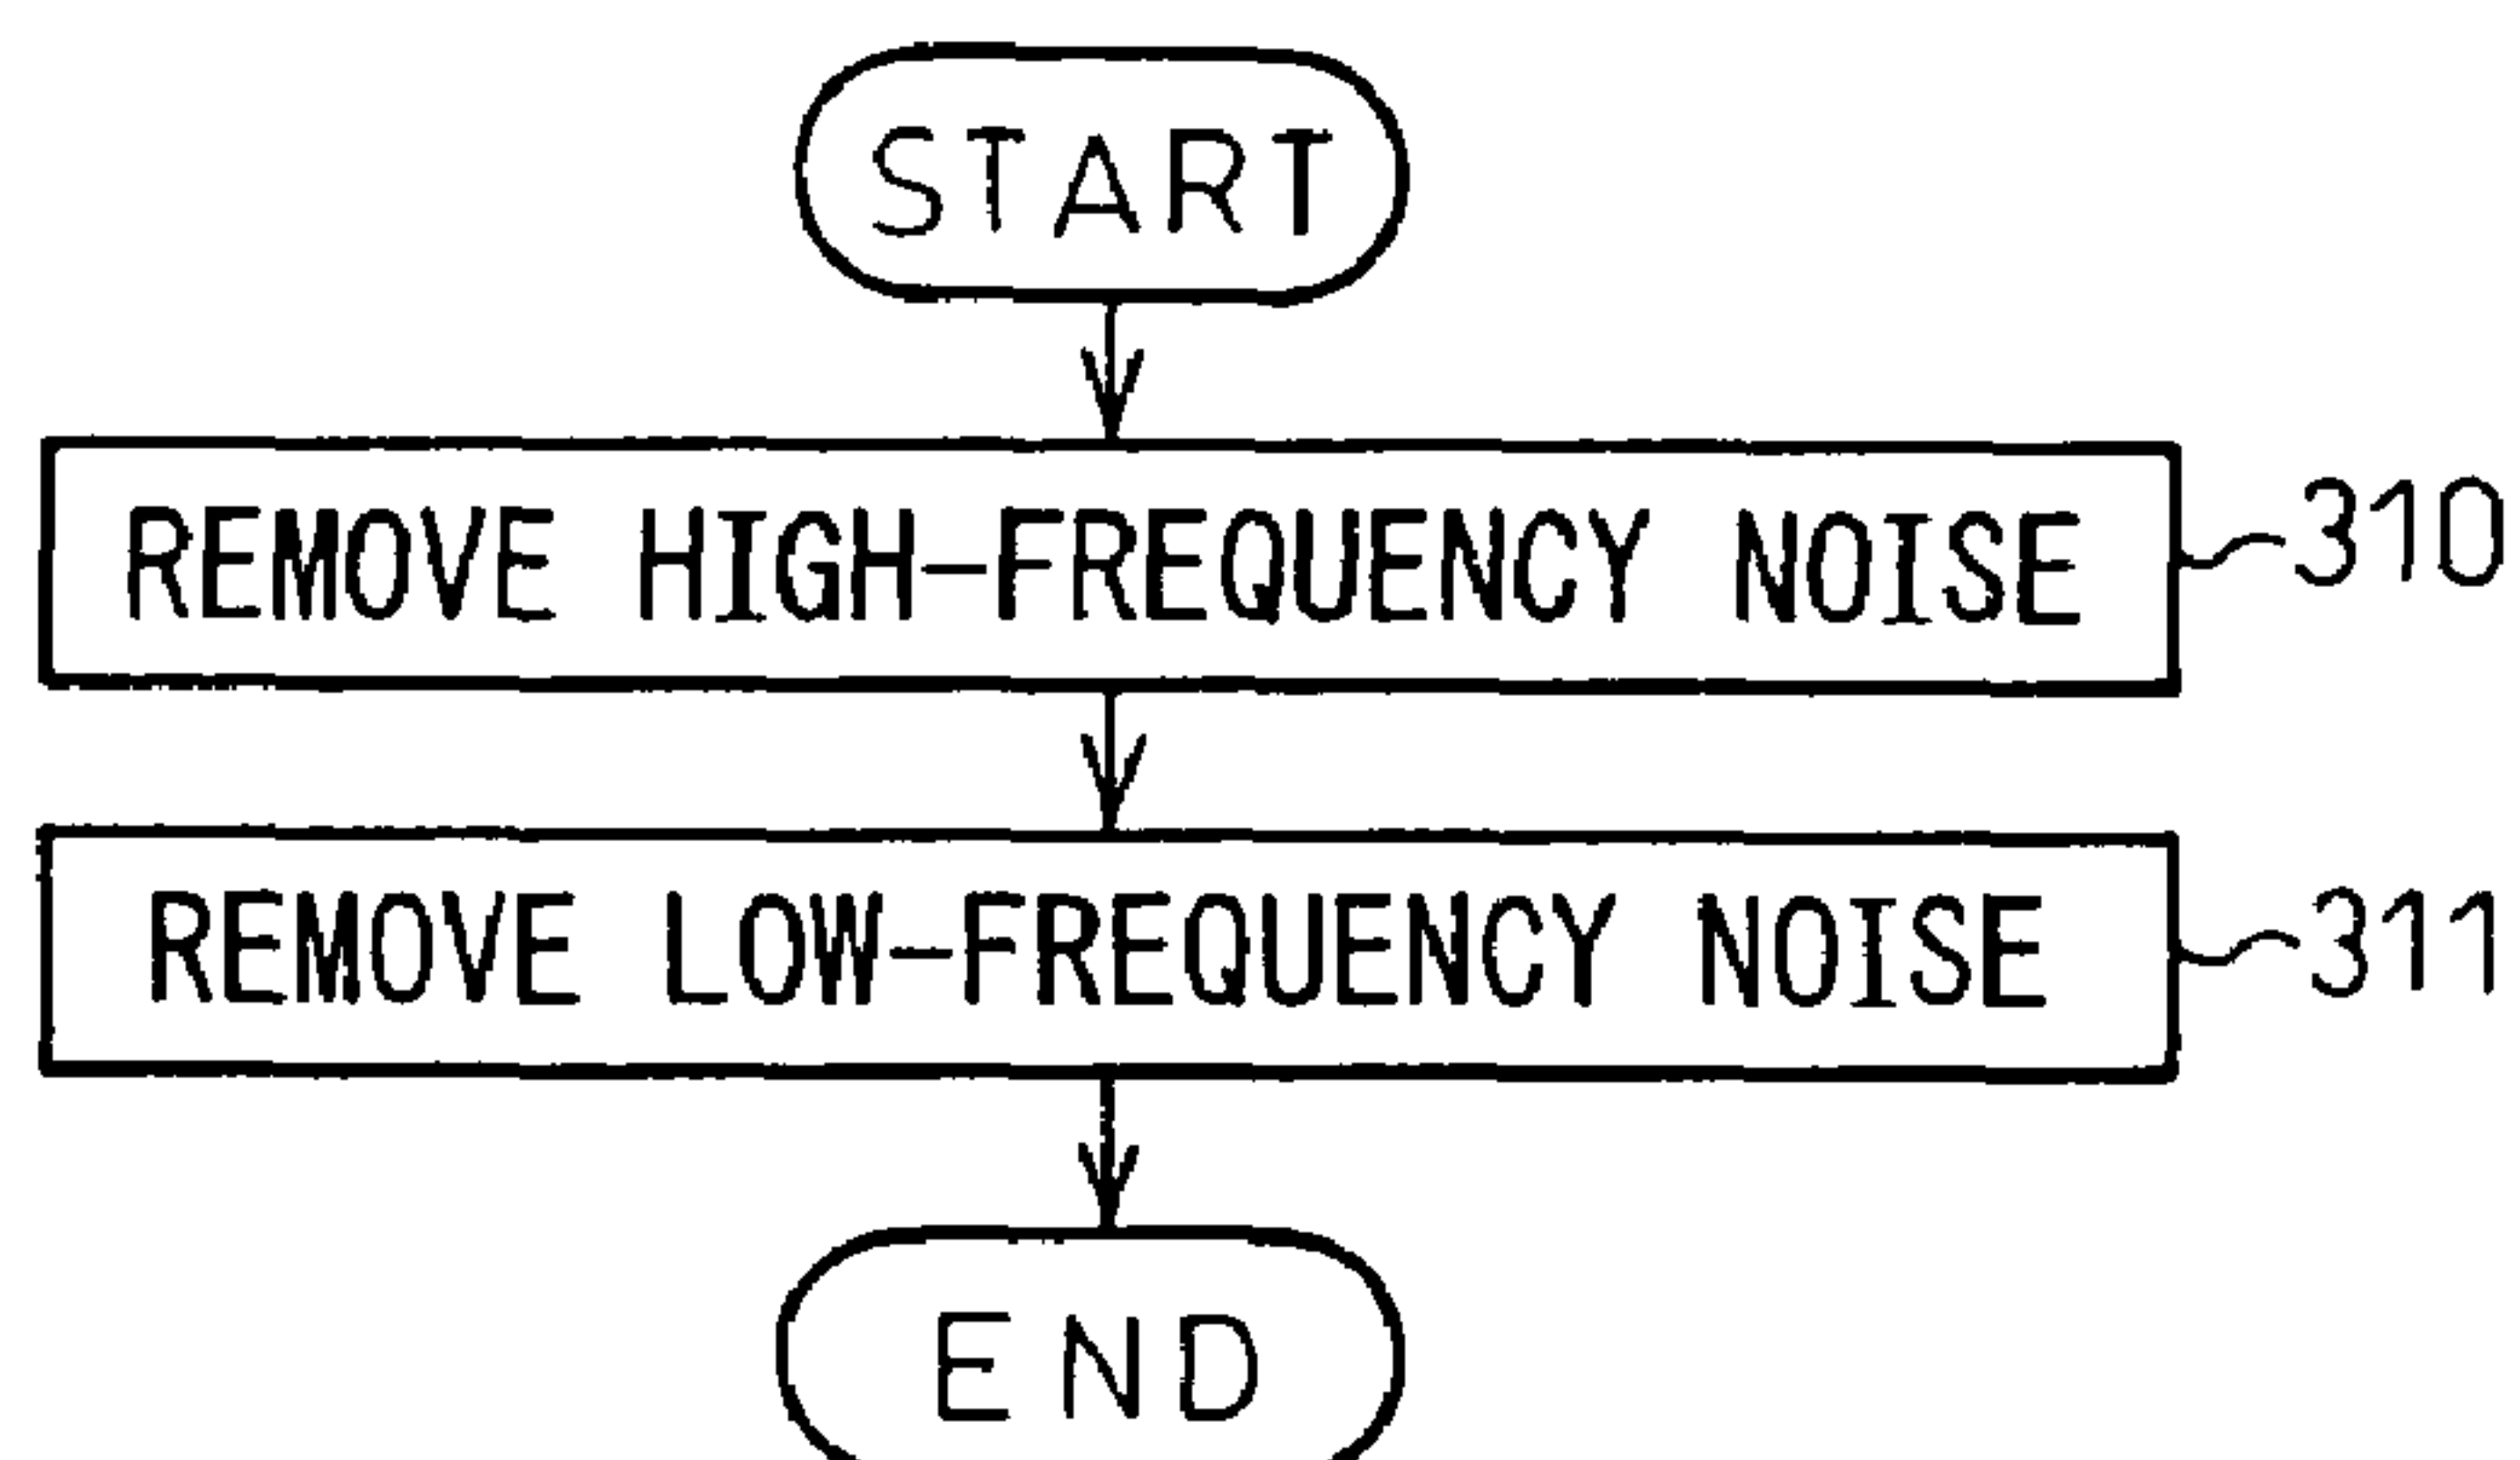 START
REMOVE HIGH-FREQUENCY NOISE 310
REMOVE LOW-FREQUENCY NOISE 311
END